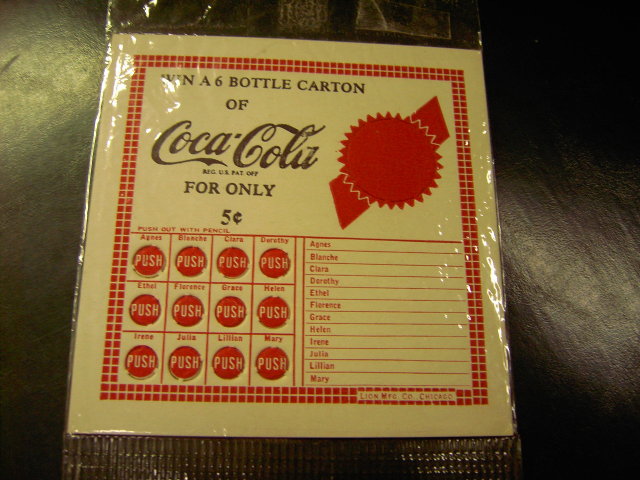 WIN A 6 BOTTLE CARTON
OF
Coca-Cola
REG. U.S. PAT. OFF
FOR ONLY
5¢
PUSH OUT WITH PENCIL
Agnes Blanche Clara Dorothy
PUSH PUSH PUSH PUSH
Ethel Florence Grace Helen
PUSH PUSH PUSH PUSH
Irene Julia Lillian Mary
PUSH PUSH PUSH PUSH
Agnes
Blanche
Clara
Dorothy
Ethel
Florence
Grace
Helen
Irene
Julia
Lillian
Mary
LION MFG. CO. CHICAGO